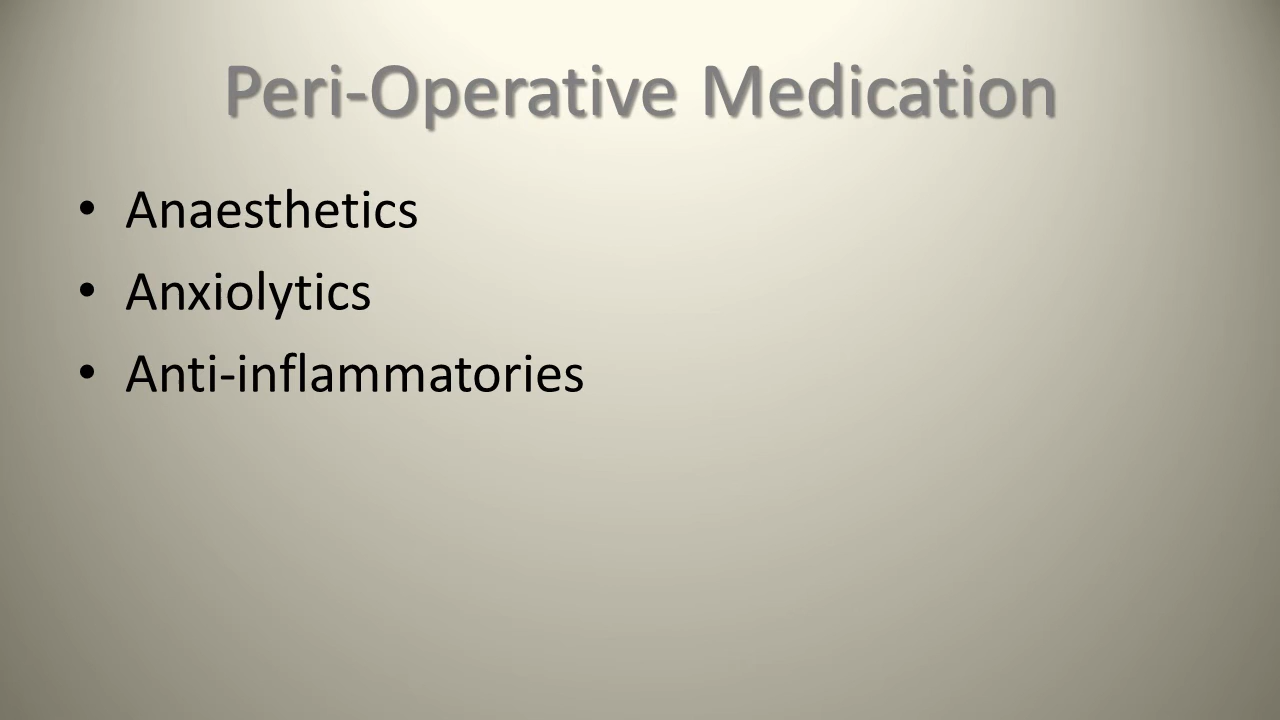 Peri-Operative Medication
• Anaesthetics
• Anxiolytics
• Anti-inflammatories